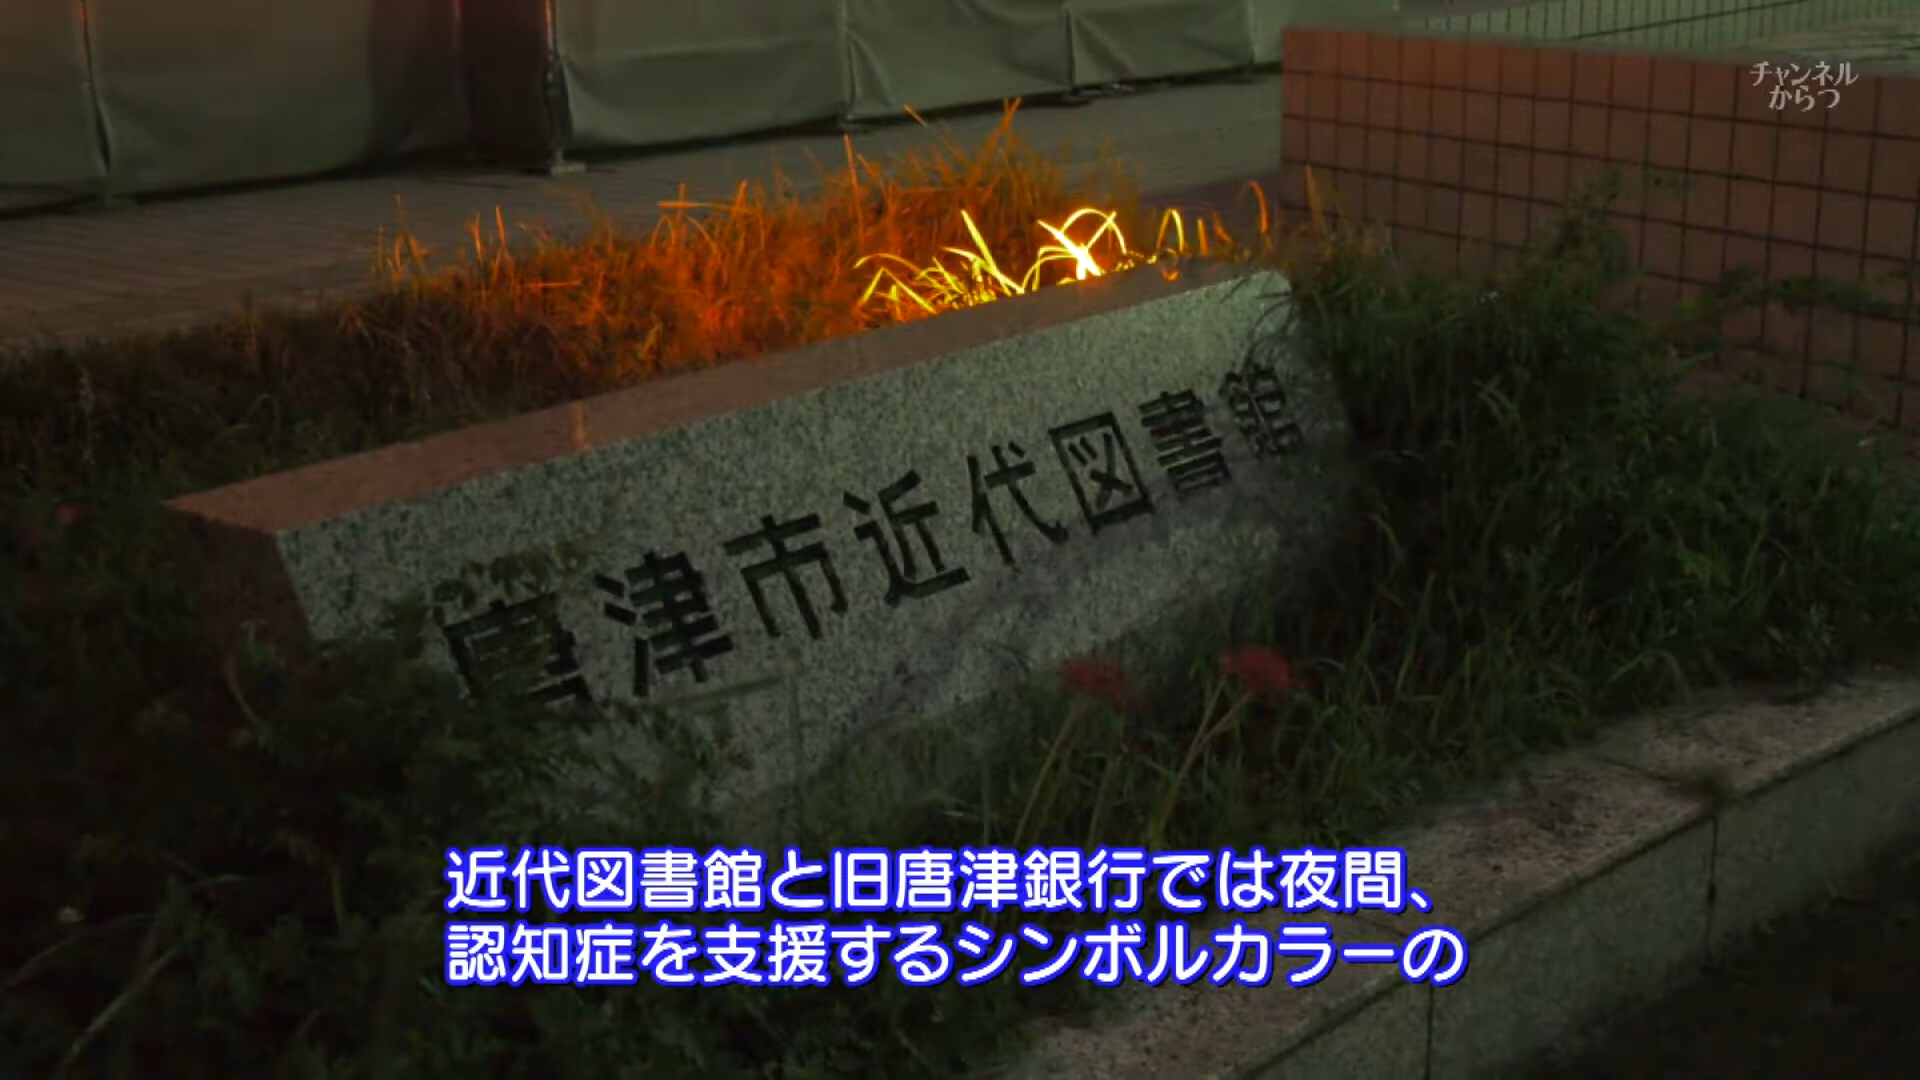 チャンネル
からつ
唐津市近代図書館
近代図書館と旧唐津銀行では夜間、
認知症を支援するシンボルカラーの